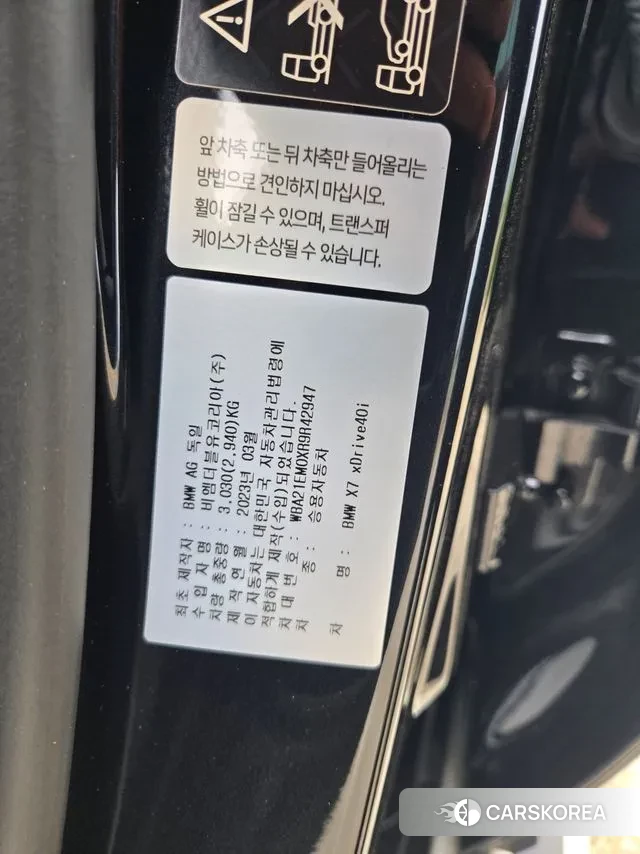 앞 차축 또는 뒤 차축만 들어올리는
방법으로 견인하지 마십시오.
휠이 잠길 수 있으며, 트랜스퍼
케이스가 손상될 수 있습니다.
최초 제작자 : BMW AG 독일
수 입 자 명 : 비엠더블유코리아(주)
차량 총중량 : 3,030(2,940)KG
제 작 연 월 : 2023년 03월
이 자동차는 대한민국 자동차관리법령에
적합하게 제작(수입)되었습니다.
차 대 번 호 : WBA21EM0XR9R42947
차 종 : 승용자동차
차 명 : BMW X7 xDrive40i
CARSKOREA